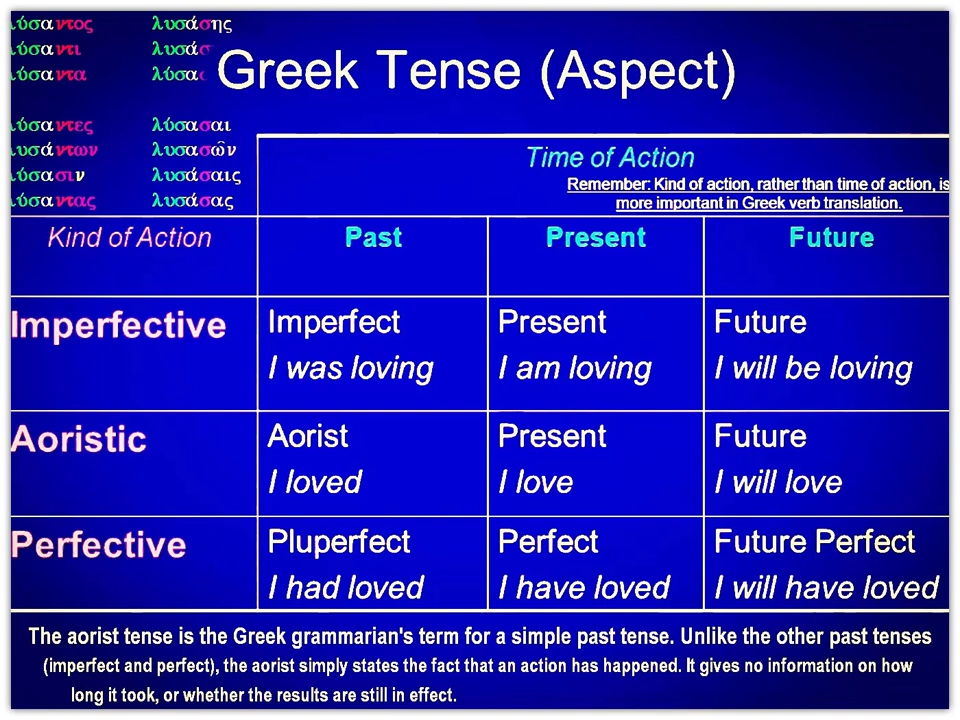 λύσαντος λυσάσης
λύσαντι λυσάσ
λύσαντα λύσασ
Greek Tense (Aspect)
λύσαντες λύσασαι
λυσάντων λυσασῶν
λύσασιν λυσάσαις
λύσαντας λυσάσας
Time of Action
Remember: Kind of action, rather than time of action, is
more important in Greek verb translation.
Kind of Action Past Present Future
Imperfective Imperfect Present Future
I was loving I am loving I will be loving
Aoristic Aorist Present Future
I loved I love I will love
Perfective Pluperfect Perfect Future Perfect
I had loved I have loved I will have loved
The aorist tense is the Greek grammarian's term for a simple past tense. Unlike the other past tenses
(imperfect and perfect), the aorist simply states the fact that an action has happened. It gives no information on how
long it took, or whether the results are still in effect.